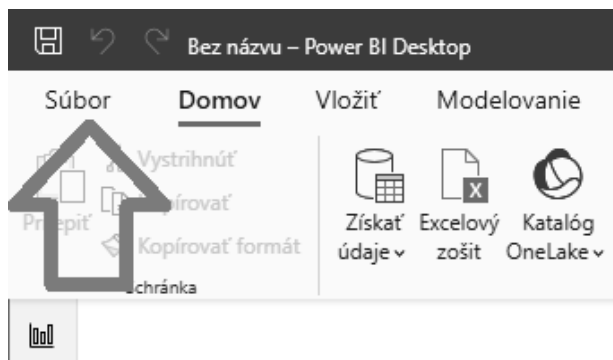 Bez názvu – Power BI Desktop
Súbor Domov Vložiť Modelovanie
Vystrihnúť
Kopírovať formát
Získať údaje
Excelový zošit
Katalóg OneLake